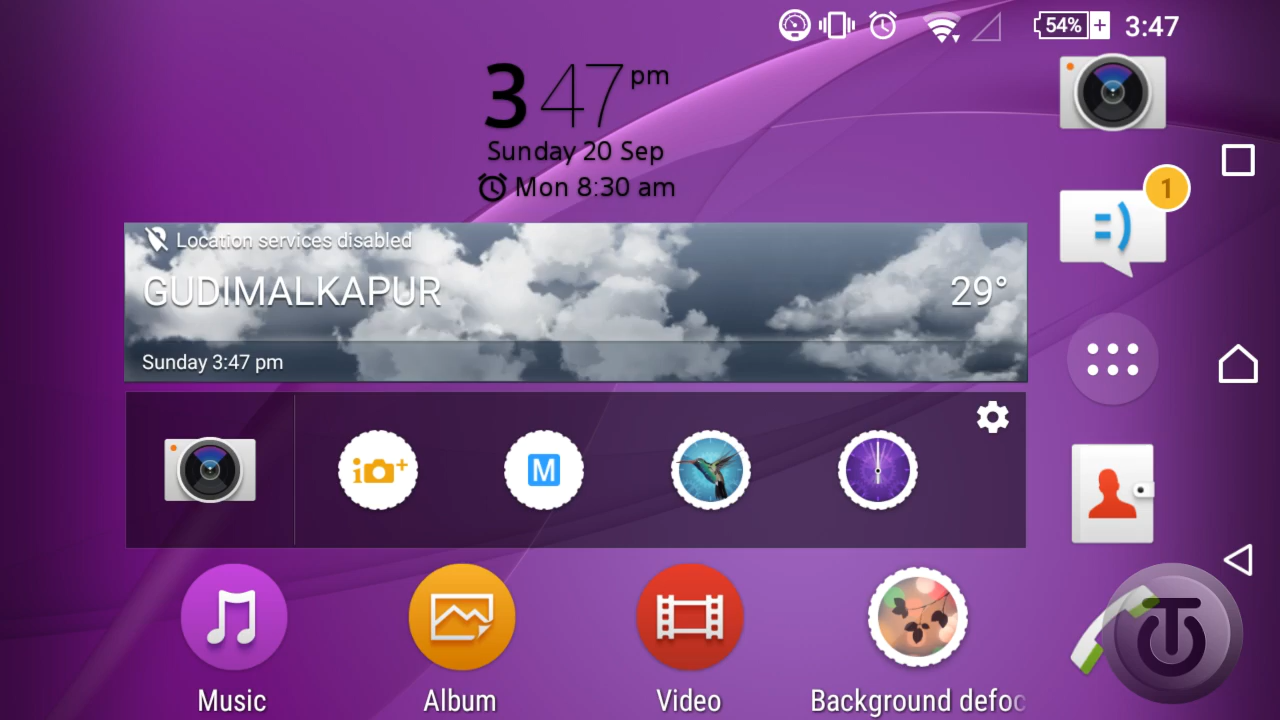 54% 3:47
3 47 pm
Sunday 20 Sep
Mon 8:30 am
1
=)
Location services disabled
GUDIMALKAPUR 29°
Sunday 3:47 pm
i + M
Music Album Video Background defoc